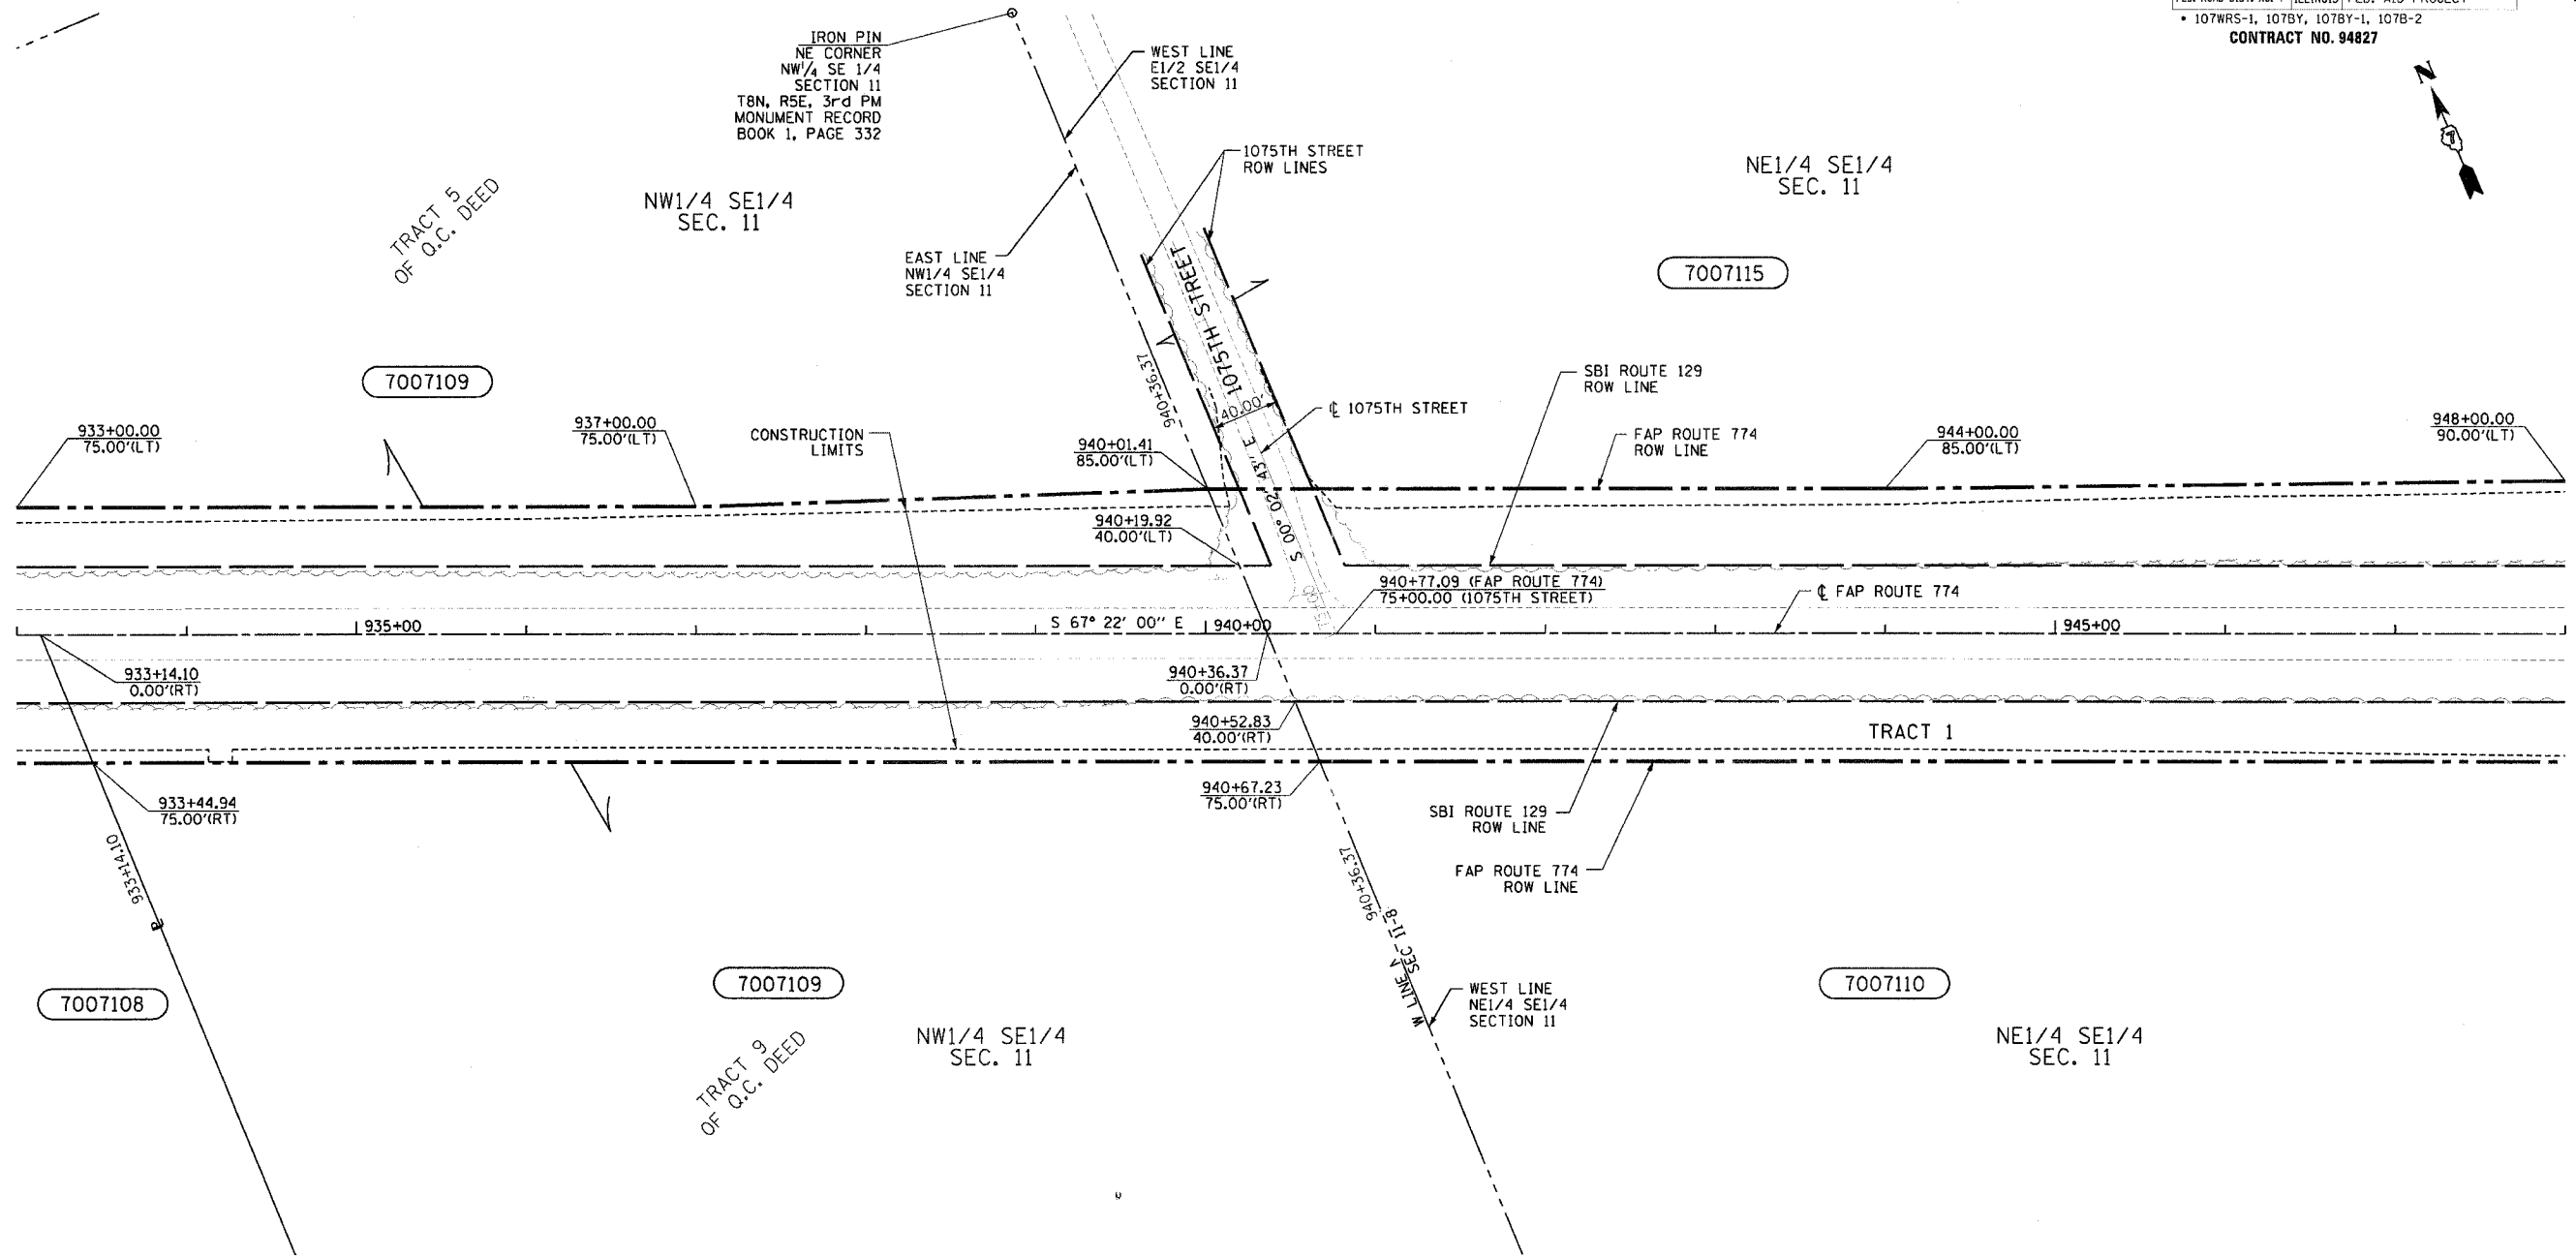 FED. AID PROJECT
• 107WRS-1, 107BY, 107BY-1, 107B-2
CONTRACT NO. 94827
N
7
IRON PIN
NE CORNER
NW1/4 SE 1/4
SECTION 11
T8N, R5E, 3rd PM
MONUMENT RECORD
BOOK 1, PAGE 332
WEST LINE
E1/2 SE1/4
SECTION 11
1075TH STREET
ROW LINES
NE1/4 SE1/4
SEC. 11
TRACT 5
OF Q.C. DEED
NW1/4 SE1/4
SEC. 11
EAST LINE
NW1/4 SE1/4
SECTION 11
7007115
1075TH STREET
7007109
940+36.37
SBI ROUTE 129
ROW LINE
40.00'
℄ 1075TH STREET
933+00.00
75.00'(LT)
937+00.00
75.00'(LT)
CONSTRUCTION
LIMITS
940+01.41
85.00'(LT)
FAP ROUTE 774
ROW LINE
944+00.00
85.00'(LT)
948+00.00
90.00'(LT)
S 00° 02' 43" E
940+19.92
40.00'(LT)
940+77.09 (FAP ROUTE 774)
75+00.00 (1075TH STREET)
℄ FAP ROUTE 774
935+00
S 67° 22' 00" E
940+00
945+00
933+14.10
0.00'(RT)
940+36.37
0.00'(RT)
940+52.83
40.00'(RT)
TRACT 1
933+44.94
75.00'(RT)
940+67.23
75.00'(RT)
SBI ROUTE 129
ROW LINE
933+14.10
940+36.37
FAP ROUTE 774
ROW LINE
W LINE
SEC 11-8
7007108
7007109
WEST LINE
NE1/4 SE1/4
SECTION 11
7007110
NW1/4 SE1/4
SEC. 11
NE1/4 SE1/4
SEC. 11
TRACT 9
OF Q.C. DEED